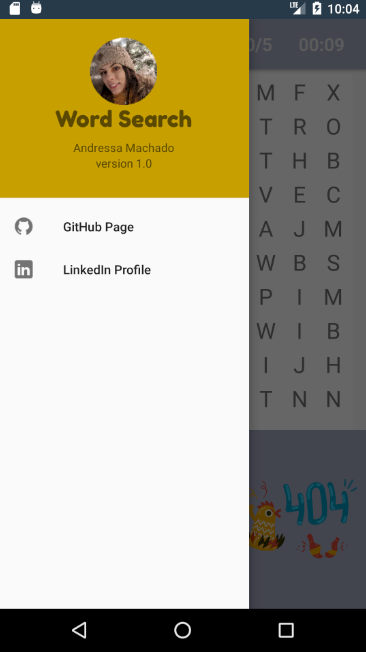 LTE 10:04
0/5 00:09
Word Search
Andressa Machado
version 1.0
GitHub Page
in LinkedIn Profile
M F X
T R O
T H B
V E C
A J M
W B S
P I M
W I B
I J H
T N N
404